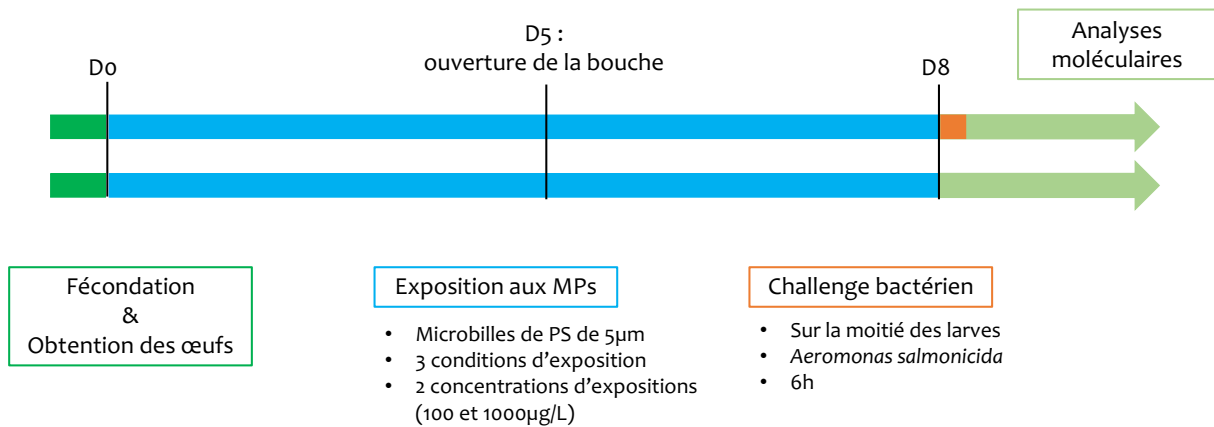 D0
D5 :
ouverture de la bouche
D8
Analyses
moléculaires
Fécondation
&
Obtention des œufs
Exposition aux MPs
• Microbilles de PS de 5µm
• 3 conditions d’exposition
• 2 concentrations d’expositions
(100 et 1000µg/L)
Challenge bactérien
• Sur la moitié des larves
• Aeromonas salmonicida
• 6h